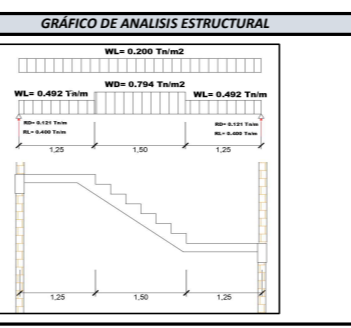 GRÁFICO DE ANALISIS ESTRUCTURAL
WL= 0.200 Tn/m2
WD= 0.794 Tn/m2
WL= 0.492 Tn/m WL= 0.492 Tn/m
RD= 0.121 Tn/m RD= 0.121 Tn/m
RL= 0.400 Tn/m RL= 0.400 Tn/m
1,25 1,50 1,25
1,25 1,50 1,25